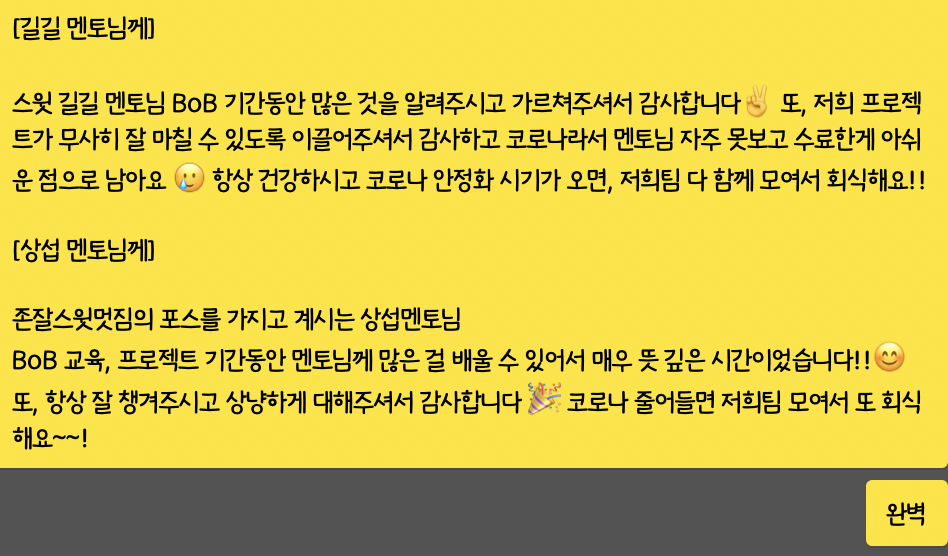 [길길 멘토님께]
스윗 길길 멘토님 BoB 기간동안 많은 것을 알려주시고 가르쳐주셔서 감사합니다✌️ 또, 저희 프로젝
트가 무사히 잘 마칠 수 있도록 이끌어주셔서 감사하고 코로나라서 멘토님 자주 못보고 수료한게 아쉬
운 점으로 남아요 🥲 항상 건강하시고 코로나 안정화 시기가 오면, 저희팀 다 함께 모여서 회식해요!!
[상섭 멘토님께]
존잘스윗멋짐의 포스를 가지고 계시는 상섭멘토님
BoB 교육, 프로젝트 기간동안 멘토님께 많은 걸 배울 수 있어서 매우 뜻 깊은 시간이었습니다!!😊
또, 항상 잘 챙겨주시고 상냥하게 대해주셔서 감사합니다 🎉 코로나 줄어들면 저희팀 모여서 또 회식
해요~~!
완벽